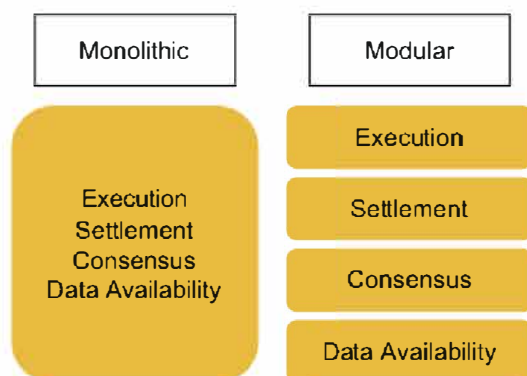 Monolithic
Execution
Settlement
Consensus
Data Availability
Modular
Execution
Settlement
Consensus
Data Availability